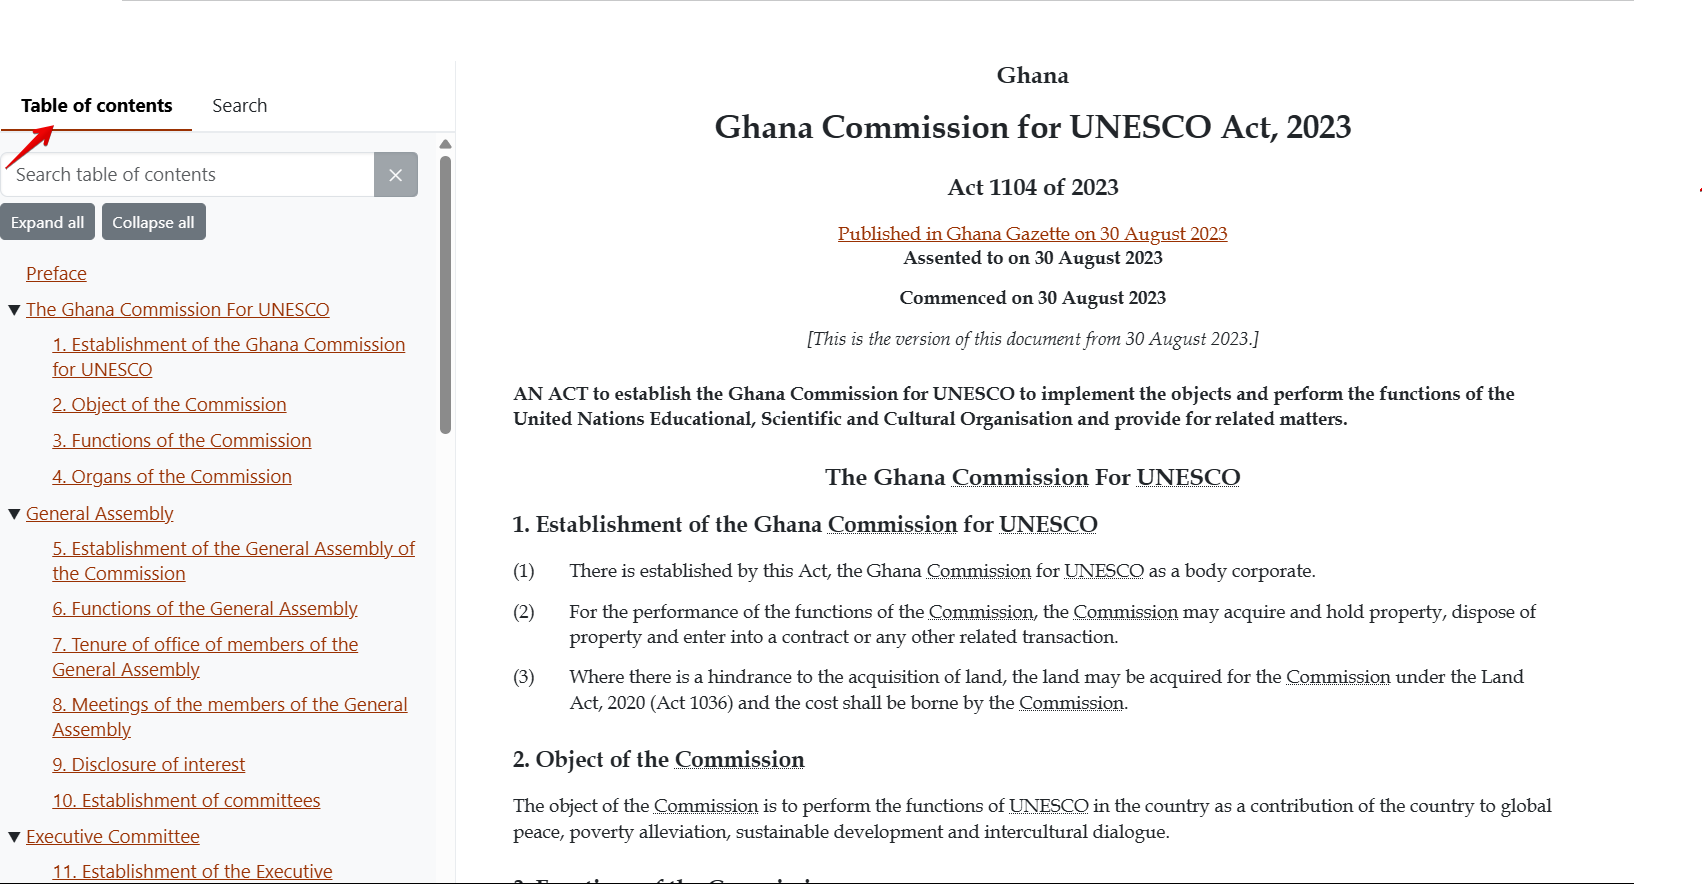 Table of contents
Search
Search table of contents
Expand all
Collapse all
Preface
The Ghana Commission For UNESCO
1. Establishment of the Ghana Commission
for UNESCO
2. Object of the Commission
3. Functions of the Commission
4. Organs of the Commission
General Assembly
5. Establishment of the General Assembly of
the Commission
6. Functions of the General Assembly
7. Tenure of office of members of the
General Assembly
8. Meetings of the members of the General
Assembly
9. Disclosure of interest
10. Establishment of committees
Executive Committee
11. Establishment of the Executive
Ghana
Ghana Commission for UNESCO Act, 2023
Act 1104 of 2023
Published in Ghana Gazette on 30 August 2023
Assented to on 30 August 2023
Commenced on 30 August 2023
[This is the version of this document from 30 August 2023.]
AN ACT to establish the Ghana Commission for UNESCO to implement the objects and perform the functions of the
United Nations Educational, Scientific and Cultural Organisation and provide for related matters.
The Ghana Commission For UNESCO
1. Establishment of the Ghana Commission for UNESCO
(1) There is established by this Act, the Ghana Commission for UNESCO as a body corporate.
(2) For the performance of the functions of the Commission, the Commission may acquire and hold property, dispose of
property and enter into a contract or any other related transaction.
(3) Where there is a hindrance to the acquisition of land, the land may be acquired for the Commission under the Land
Act, 2020 (Act 1036) and the cost shall be borne by the Commission.
2. Object of the Commission
The object of the Commission is to perform the functions of UNESCO in the country as a contribution of the country to global
peace, poverty alleviation, sustainable development and intercultural dialogue.